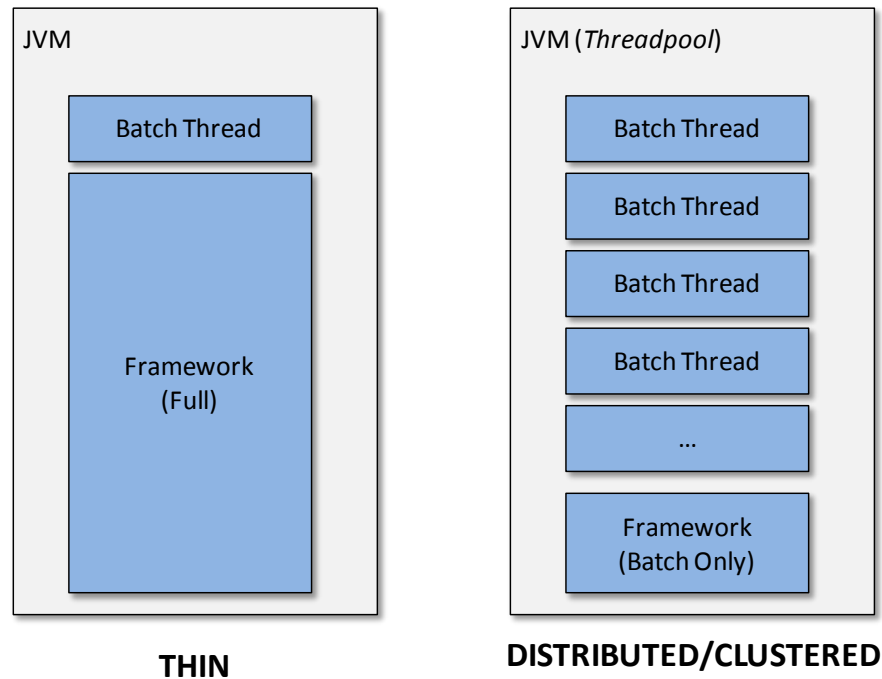 JVM
Batch Thread
Framework
(Full)
THIN
JVM (Threadpool)
Batch Thread
Batch Thread
Batch Thread
Batch Thread
...
Framework
(Batch Only)
DISTRIBUTED/CLUSTERED